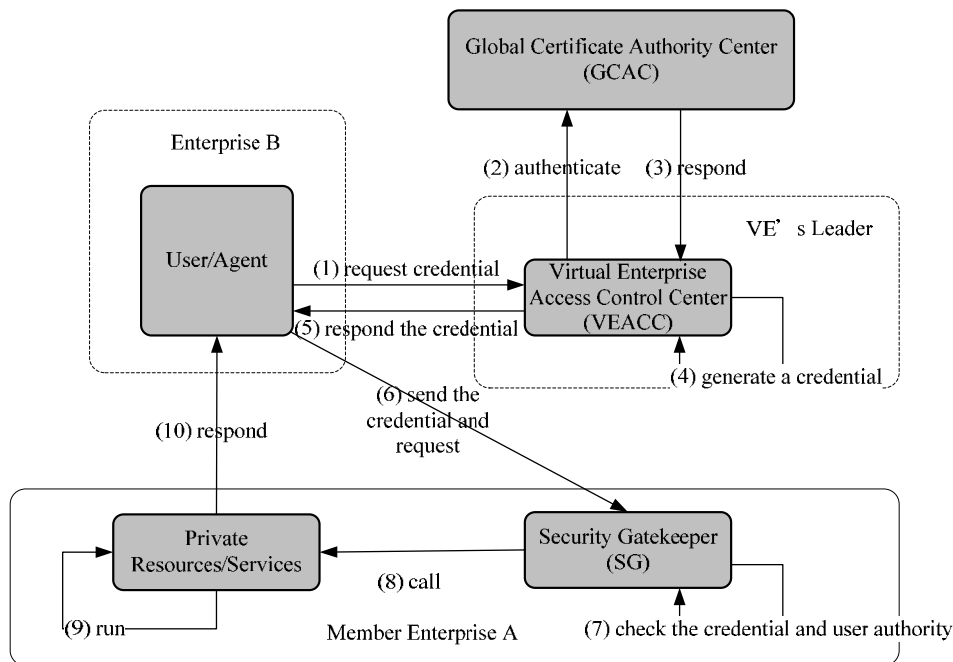 Global Certificate Authority Center
(GCAC)
Enterprise B
(2) authenticate
(3) respond
VE’s Leader
User/Agent
(1) request credential
Virtual Enterprise
Access Control Center
(VEACC)
(5) respond the credential
(4) generate a credential
(6) send the
credential and
request
(10) respond
Private
Resources/Services
Security Gatekeeper
(SG)
(8) call
(9) run
Member Enterprise A
(7) check the credential and user authority